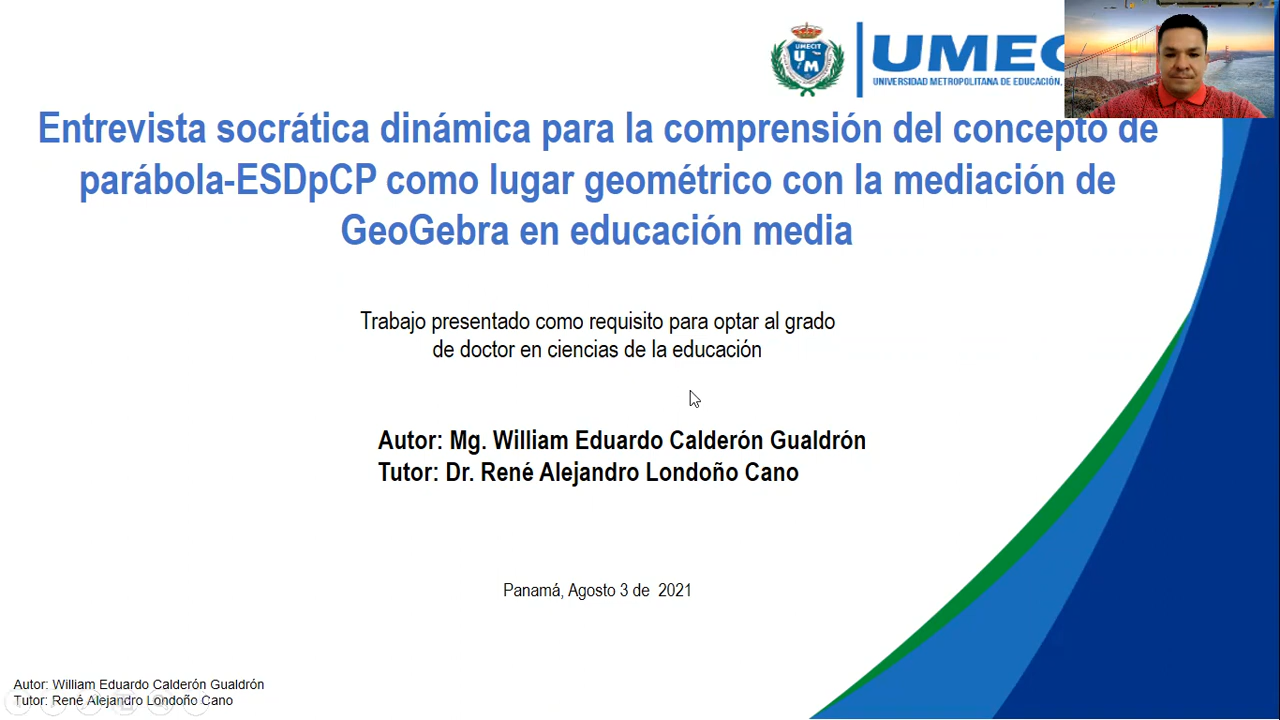 UMECIT
UM
UMEC
UNIVERSIDAD METROPOLITANA DE EDUCACIÓN,
Entrevista socrática dinámica para la comprensión del concepto de
parábola-ESDpCP como lugar geométrico con la mediación de
GeoGebra en educación media
Trabajo presentado como requisito para optar al grado
de doctor en ciencias de la educación
Autor: Mg. William Eduardo Calderón Gualdrón
Tutor: Dr. René Alejandro Londoño Cano
Panamá, Agosto 3 de 2021
Autor: William Eduardo Calderón Gualdrón
Tutor: René Alejandro Londoño Cano